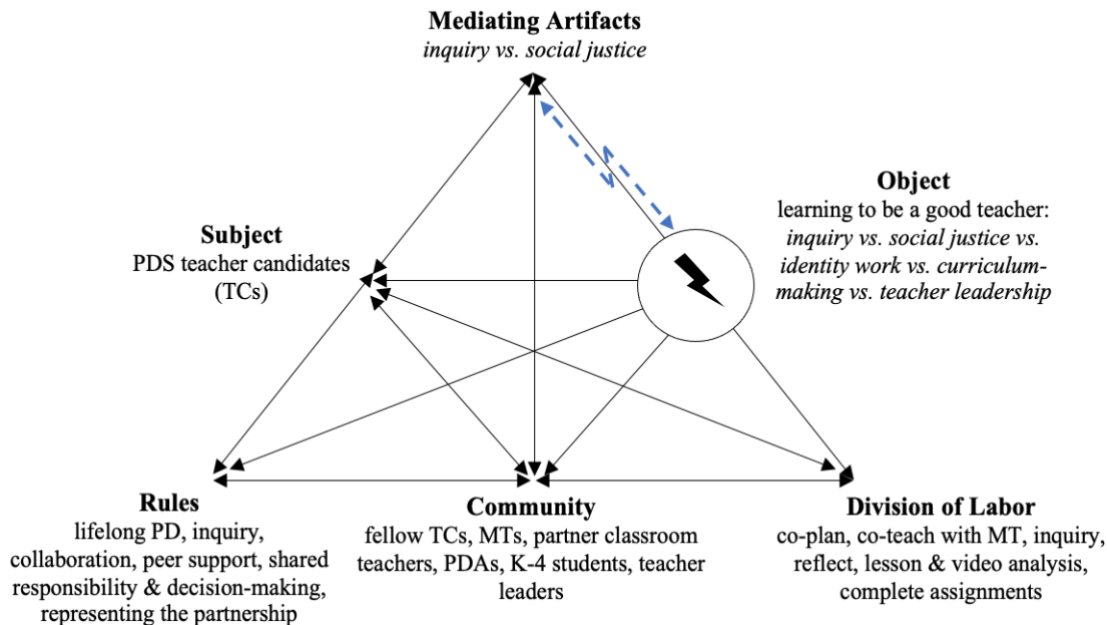 Mediating Artifacts
inquiry vs. social justice
Object
learning to be a good teacher:
inquiry vs. social justice vs.
identity work vs. curriculum-
making vs. teacher leadership
Subject
PDS teacher candidates
(TCs)
Rules
lifelong PD, inquiry,
collaboration, peer support, shared
responsibility & decision-making,
representing the partnership
Community
fellow TCs, MTs, partner classroom
teachers, PDAs, K-4 students, teacher
leaders
Division of Labor
co-plan, co-teach with MT, inquiry,
reflect, lesson & video analysis,
complete assignments